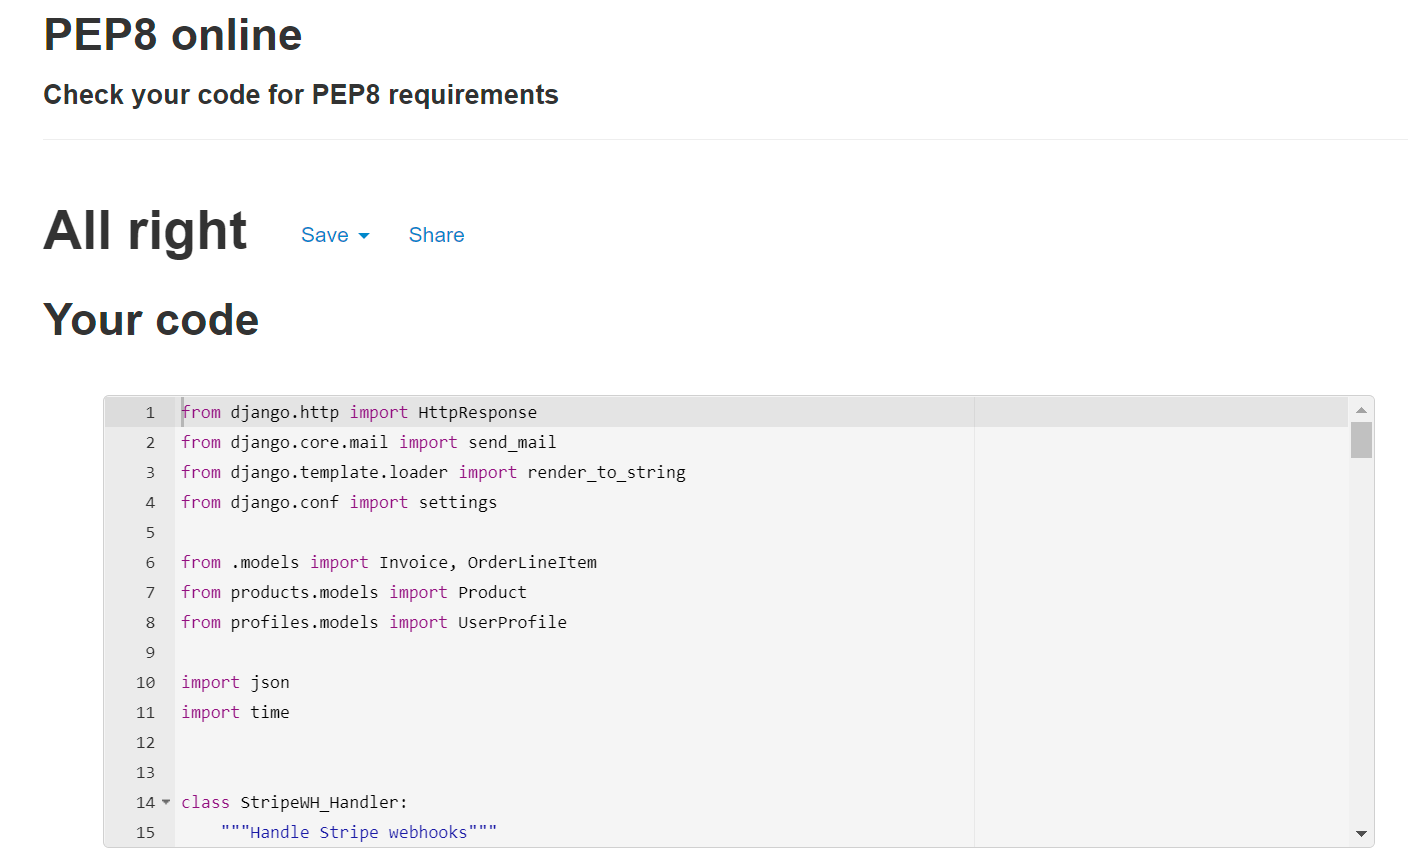 PEP8 online
Check your code for PEP8 requirements
All right Save Share
Your code
1 from django.http import HttpResponse
2 from django.core.mail import send_mail
3 from django.template.loader import render_to_string
4 from django.conf import settings
5
6 from .models import Invoice, OrderLineItem
7 from products.models import Product
8 from profiles.models import UserProfile
9
10 import json
11 import time
12
13
14 class StripeWH_Handler:
15     """Handle Stripe webhooks"""